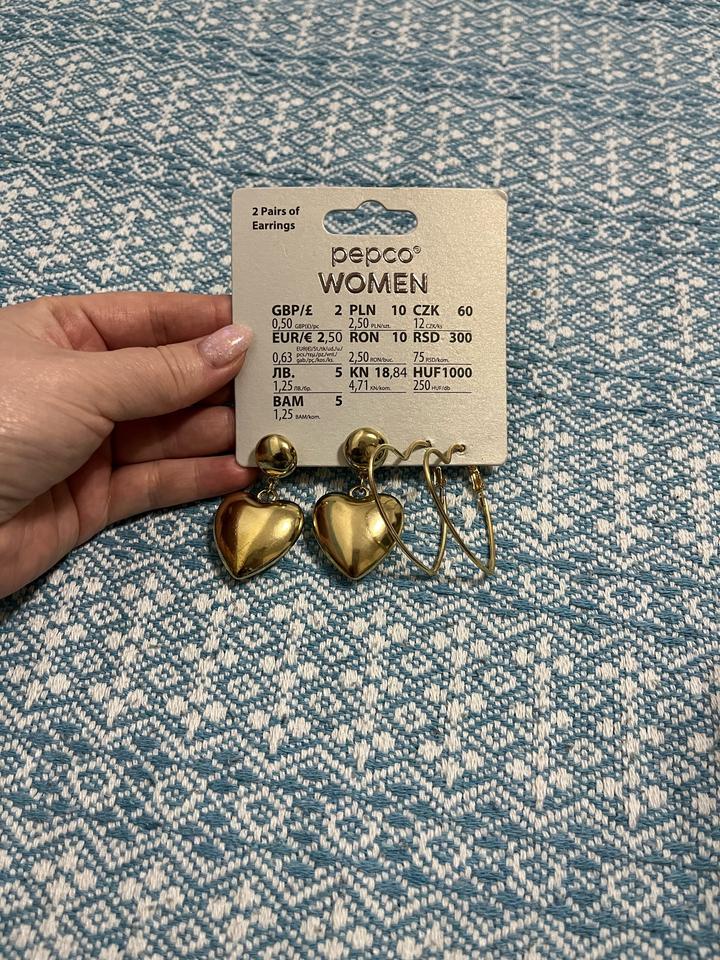 2 Pairs of
Earrings
pepco®
WOMEN
GBP/£ 2 PLN 10 CZK 60
0,50 GBP(£)/pc 2,50 PLN/szt. 12 CZK/ks
EUR/€ 2,50 RON 10 RSD 300
0,63 2,50 RON/buc. 75 RSD/kom.
ЛВ. 5 KN 18,84 HUF1000
1,25 ЛВ./бр. 4,71 KN/kom. 250 HUF/db
BAM 5
1,25 BAM/kom.